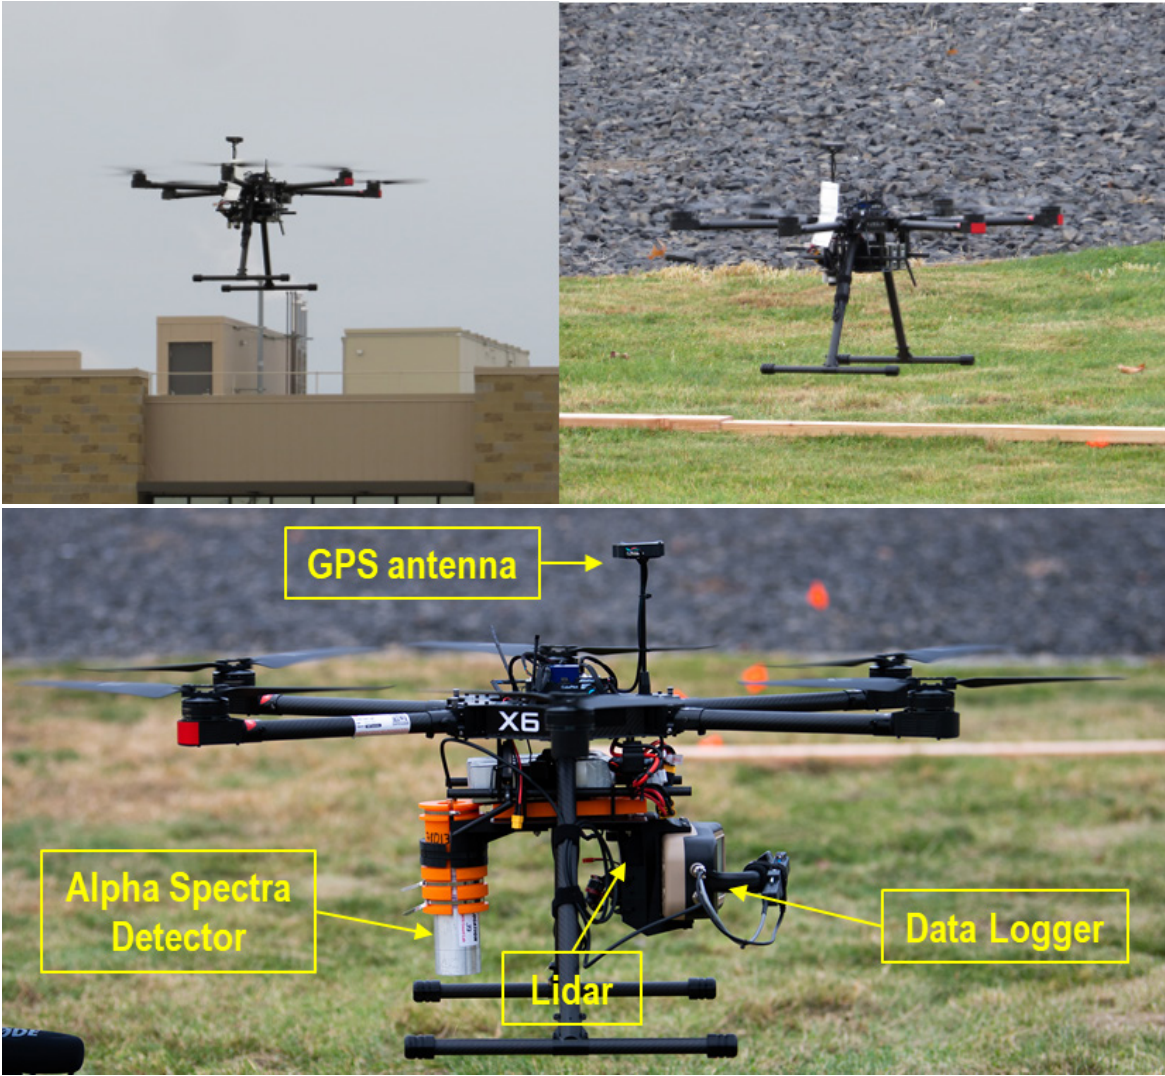 GPS antenna
X6
Alpha Spectra
Detector
Data Logger
Lidar